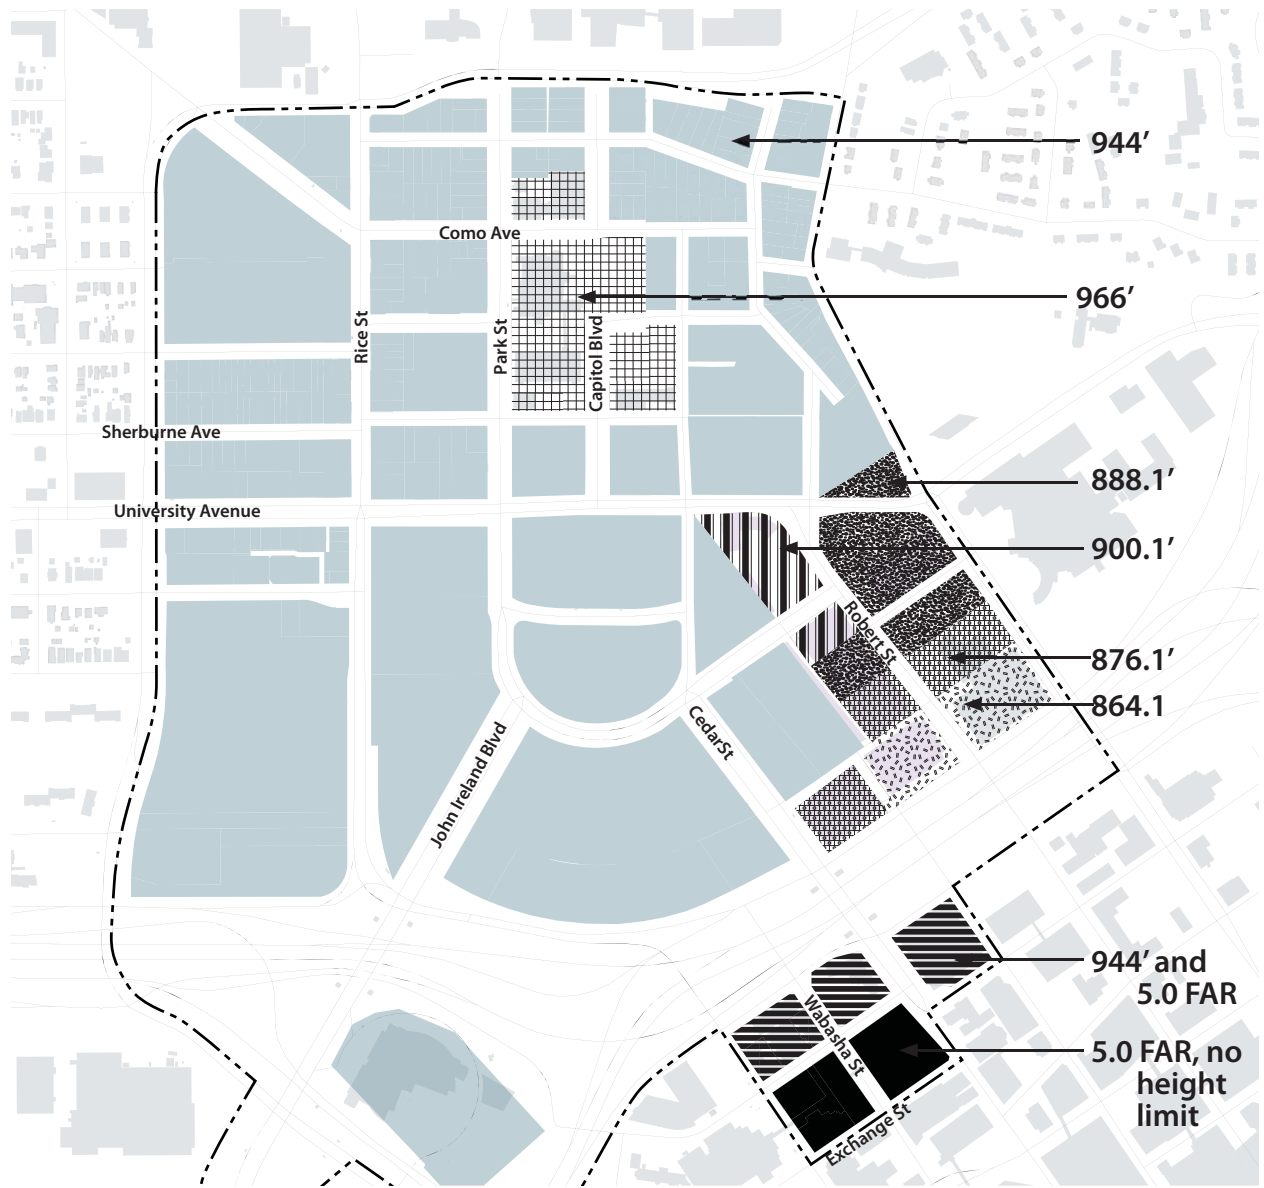 944′
Como Ave
966′
Rice St
Park St
Capitol Blvd
Sherburne Ave
888.1′
University Avenue
900.1′
Robert St
876.1′
864.1
CedarSt
John Ireland Blvd
944′ and
5.0 FAR
Wabasha St
5.0 FAR, no
height
limit
Exchange St